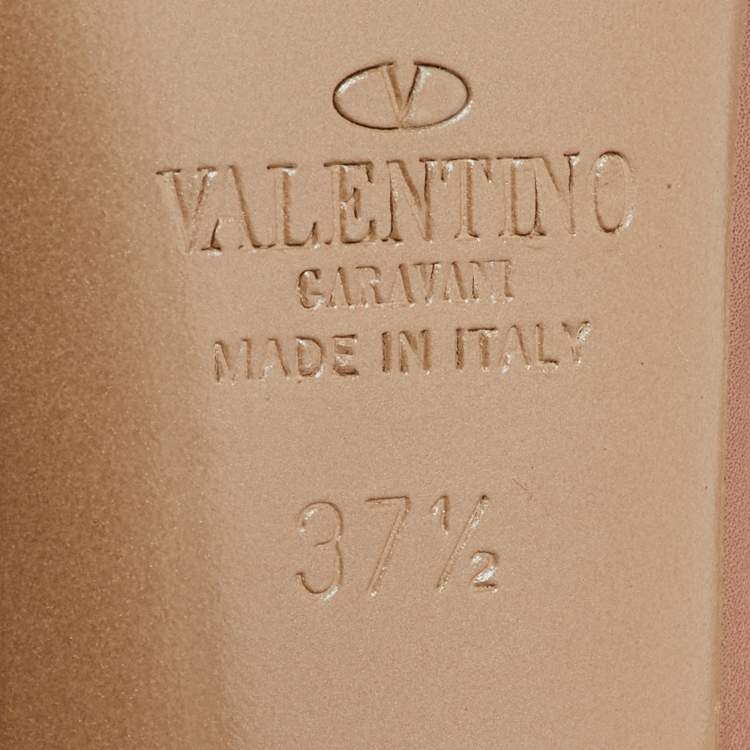 V
VALENTINO
GARAVANI
MADE IN ITALY
37½